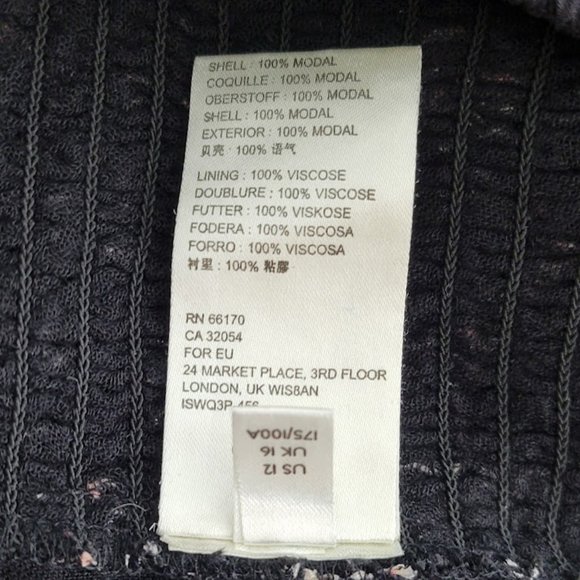 SHELL : 100% MODAL
COQUILLE : 100% MODAL
OBERSTOFF : 100% MODAL
SHELL : 100% MODAL
EXTERIOR : 100% MODAL
贝壳 : 100% 语气
LINING : 100% VISCOSE
DOUBLURE : 100% VISCOSE
FUTTER : 100% VISKOSE
FODERA : 100% VISCOSA
FORRO : 100% VISCOSA
衬里 : 100% 粘膠
RN 66170
CA 32054
FOR EU
24 MARKET PLACE, 3RD FLOOR
LONDON, UK WIS8AN
ISWQ3P-456
US 12
UK 16
175/100A